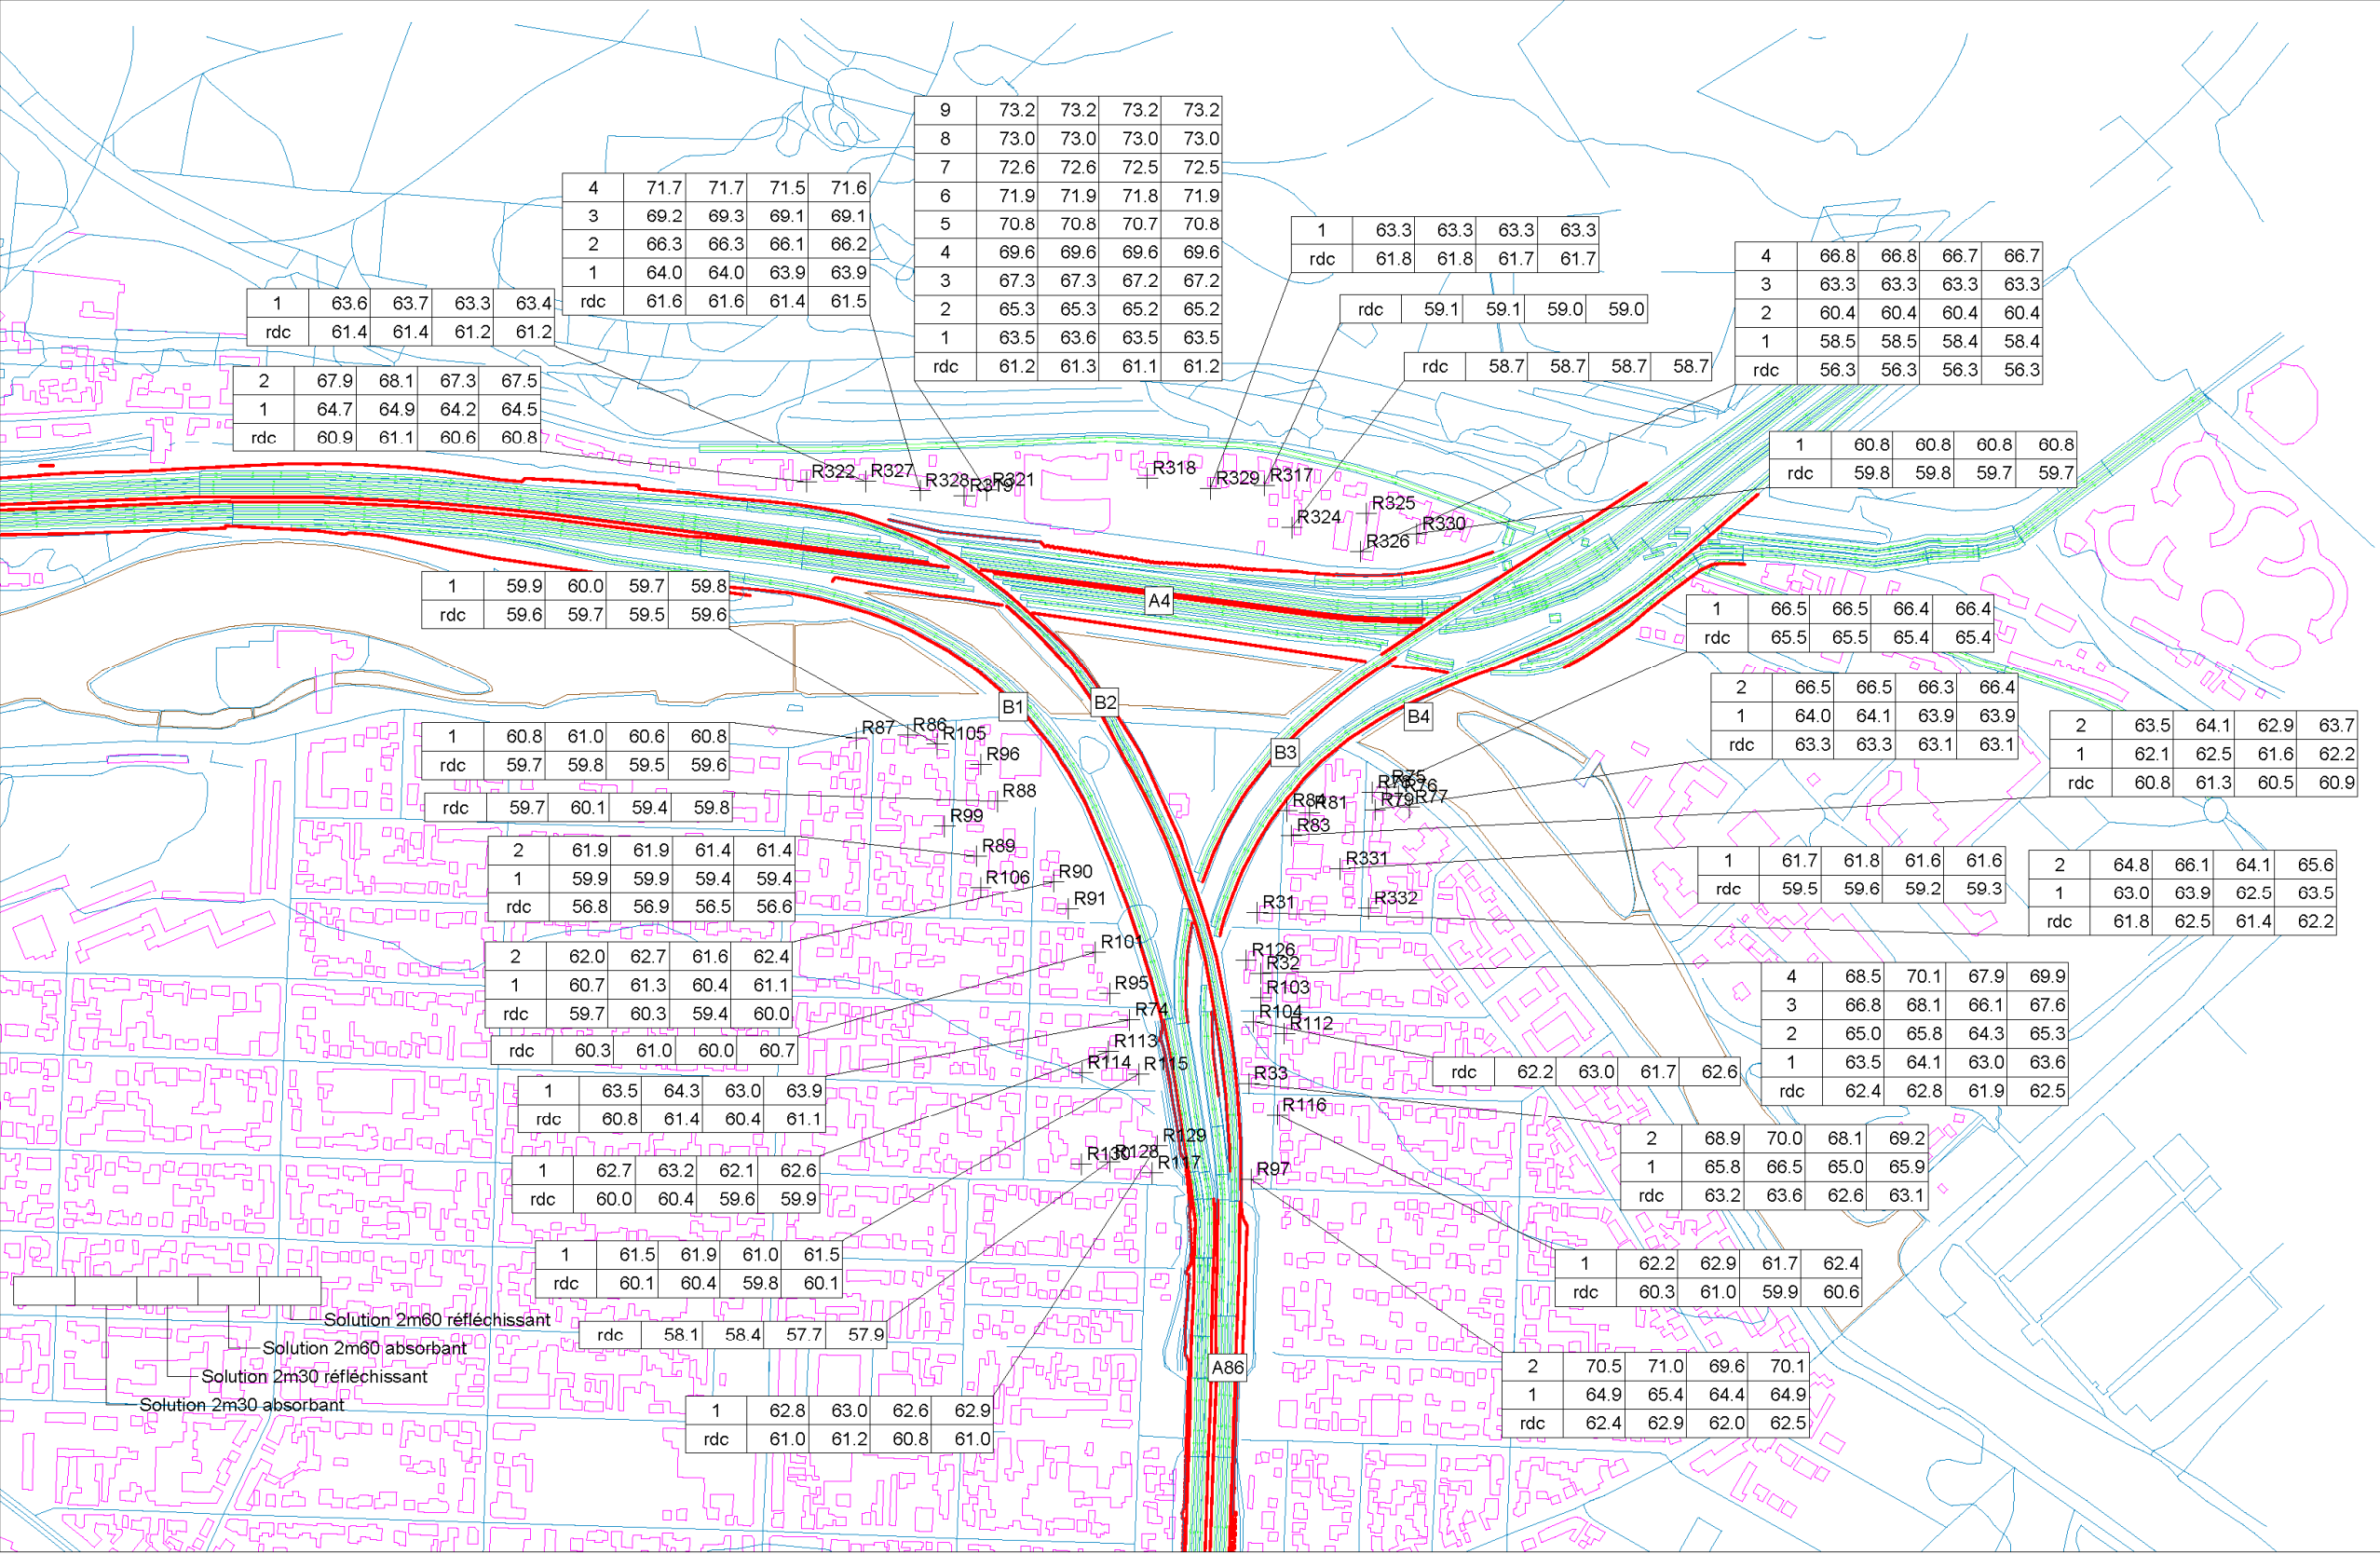 9 73.2 73.2 73.2 73.2
8 73.0 73.0 73.0 73.0
7 72.6 72.6 72.5 72.5
6 71.9 71.9 71.8 71.9
5 70.8 70.8 70.7 70.8
4 69.6 69.6 69.6 69.6
3 67.3 67.3 67.2 67.2
2 65.3 65.3 65.2 65.2
1 63.5 63.6 63.5 63.5
rdc 61.2 61.3 61.1 61.2
4 71.7 71.7 71.5 71.6
3 69.2 69.3 69.1 69.1
2 66.3 66.3 66.1 66.2
1 64.0 64.0 63.9 63.9
rdc 61.6 61.6 61.4 61.5
1 63.3 63.3 63.3 63.3
rdc 61.8 61.8 61.7 61.7
rdc 59.1 59.1 59.0 59.0
rdc 58.7 58.7 58.7 58.7
4 66.8 66.8 66.7 66.7
3 63.3 63.3 63.3 63.3
2 60.4 60.4 60.4 60.4
1 58.5 58.5 58.4 58.4
rdc 56.3 56.3 56.3 56.3
1 63.6 63.7 63.3 63.4
rdc 61.4 61.4 61.2 61.2
2 67.9 68.1 67.3 67.5
1 64.7 64.9 64.2 64.5
rdc 60.9 61.1 60.6 60.8
1 60.8 60.8 60.8 60.8
rdc 59.8 59.8 59.7 59.7
R322
R327
R328
R319
R321
R318
R329
R317
R324
R325
R330
R326
1 59.9 60.0 59.7 59.8
rdc 59.6 59.7 59.5 59.6
A4
1 66.5 66.5 66.4 66.4
rdc 65.5 65.5 65.4 65.4
2 66.5 66.5 66.3 66.4
1 64.0 64.1 63.9 63.9
rdc 63.3 63.3 63.1 63.1
B1
B2
B3
B4
2 63.5 64.1 62.9 63.7
1 62.1 62.5 61.6 62.2
rdc 60.8 61.3 60.5 60.9
1 60.8 61.0 60.6 60.8
rdc 59.7 59.8 59.5 59.6
R87
R86
R105
R96
R88
R99
R89
R106
R90
R91
R75
R78
R76
R79
R77
R84
R81
R83
R331
R332
R31
rdc 59.7 60.1 59.4 59.8
2 61.9 61.9 61.4 61.4
1 59.9 59.9 59.4 59.4
rdc 56.8 56.9 56.5 56.6
1 61.7 61.8 61.6 61.6
rdc 59.5 59.6 59.2 59.3
2 64.8 66.1 64.1 65.6
1 63.0 63.9 62.5 63.5
rdc 61.8 62.5 61.4 62.2
2 62.0 62.7 61.6 62.4
1 60.7 61.3 60.4 61.1
rdc 59.7 60.3 59.4 60.0
R101
R95
R74
R126
R32
R103
R104
R112
4 68.5 70.1 67.9 69.9
3 66.8 68.1 66.1 67.6
2 65.0 65.8 64.3 65.3
1 63.5 64.1 63.0 63.6
rdc 62.4 62.8 61.9 62.5
rdc 60.3 61.0 60.0 60.7
R113
R114
R115
R33
R116
rdc 62.2 63.0 61.7 62.6
1 63.5 64.3 63.0 63.9
rdc 60.8 61.4 60.4 61.1
R129
R130
R128
R117
R97
2 68.9 70.0 68.1 69.2
1 65.8 66.5 65.0 65.9
rdc 63.2 63.6 62.6 63.1
1 62.7 63.2 62.1 62.6
rdc 60.0 60.4 59.6 59.9
1 61.5 61.9 61.0 61.5
rdc 60.1 60.4 59.8 60.1
1 62.2 62.9 61.7 62.4
rdc 60.3 61.0 59.9 60.6
rdc 58.1 58.4 57.7 57.9
A86
2 70.5 71.0 69.6 70.1
1 64.9 65.4 64.4 64.9
rdc 62.4 62.9 62.0 62.5
1 62.8 63.0 62.6 62.9
rdc 61.0 61.2 60.8 61.0
Solution 2m60 réfléchissant
Solution 2m60 absorbant
Solution 2m30 réfléchissant
Solution 2m30 absorbant